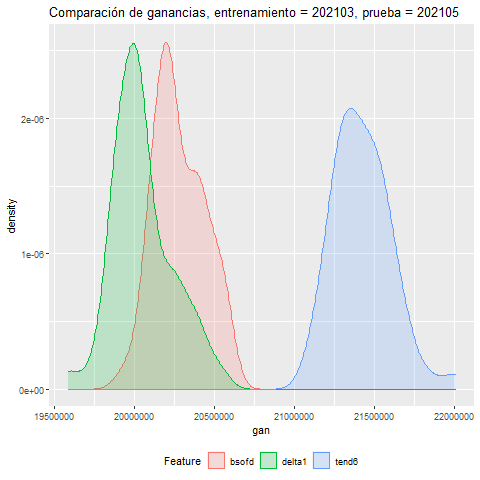 Comparación de ganancias, entrenamiento = 202103, prueba = 202105
density
2e-06
1e-06
0e+00
19500000 20000000 20500000 21000000 21500000 22000000
gan
Feature bsofd delta1 tend6